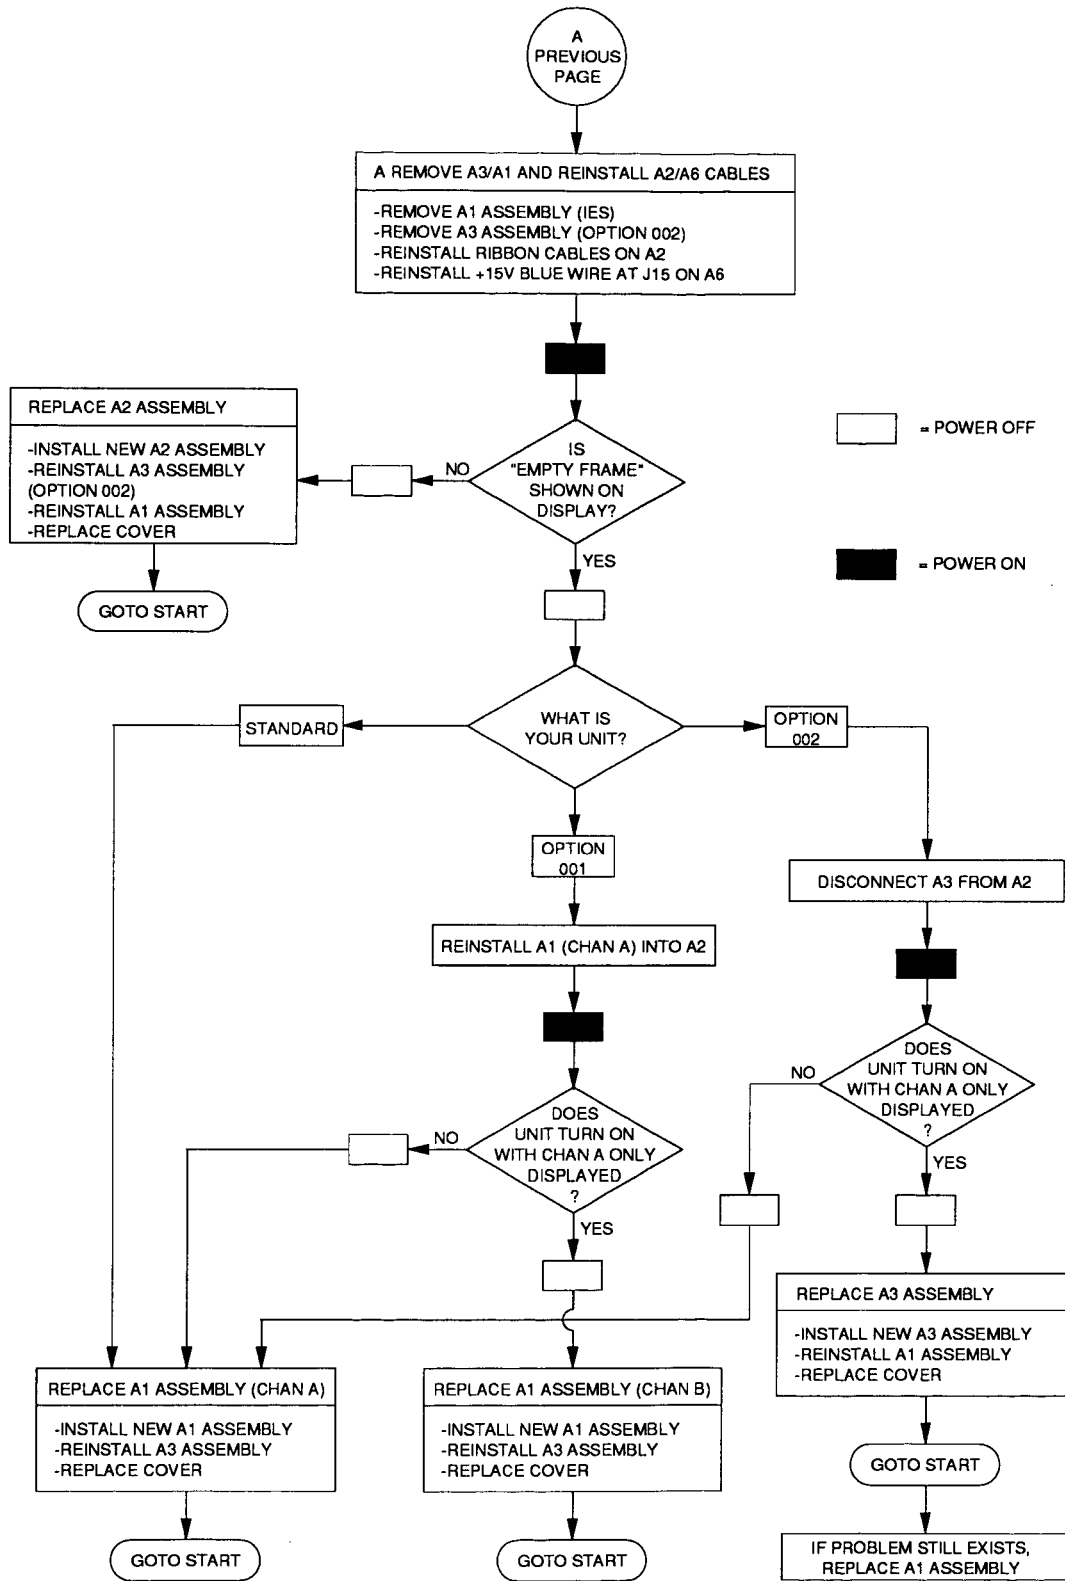 A
PREVIOUS
PAGE
A REMOVE A3/A1 AND REINSTALL A2/A6 CABLES
-REMOVE A1 ASSEMBLY (IES)
-REMOVE A3 ASSEMBLY (OPTION 002)
-REINSTALL RIBBON CABLES ON A2
-REINSTALL +15V BLUE WIRE AT J15 ON A6
REPLACE A2 ASSEMBLY
-INSTALL NEW A2 ASSEMBLY
-REINSTALL A3 ASSEMBLY
(OPTION 002)
-REINSTALL A1 ASSEMBLY
-REPLACE COVER
GOTO START
NO
IS
"EMPTY FRAME"
SHOWN ON
DISPLAY?
YES
= POWER OFF
= POWER ON
STANDARD
WHAT IS
YOUR UNIT?
OPTION
002
OPTION
001
DISCONNECT A3 FROM A2
REINSTALL A1 (CHAN A) INTO A2
DOES
UNIT TURN ON
WITH CHAN A ONLY
DISPLAYED
?
NO
YES
NO
DOES
UNIT TURN ON
WITH CHAN A ONLY
DISPLAYED
?
YES
REPLACE A3 ASSEMBLY
-INSTALL NEW A3 ASSEMBLY
-REINSTALL A1 ASSEMBLY
-REPLACE COVER
REPLACE A1 ASSEMBLY (CHAN A)
-INSTALL NEW A1 ASSEMBLY
-REINSTALL A3 ASSEMBLY
-REPLACE COVER
REPLACE A1 ASSEMBLY (CHAN B)
-INSTALL NEW A1 ASSEMBLY
-REINSTALL A3 ASSEMBLY
-REPLACE COVER
GOTO START
GOTO START
GOTO START
IF PROBLEM STILL EXISTS,
REPLACE A1 ASSEMBLY